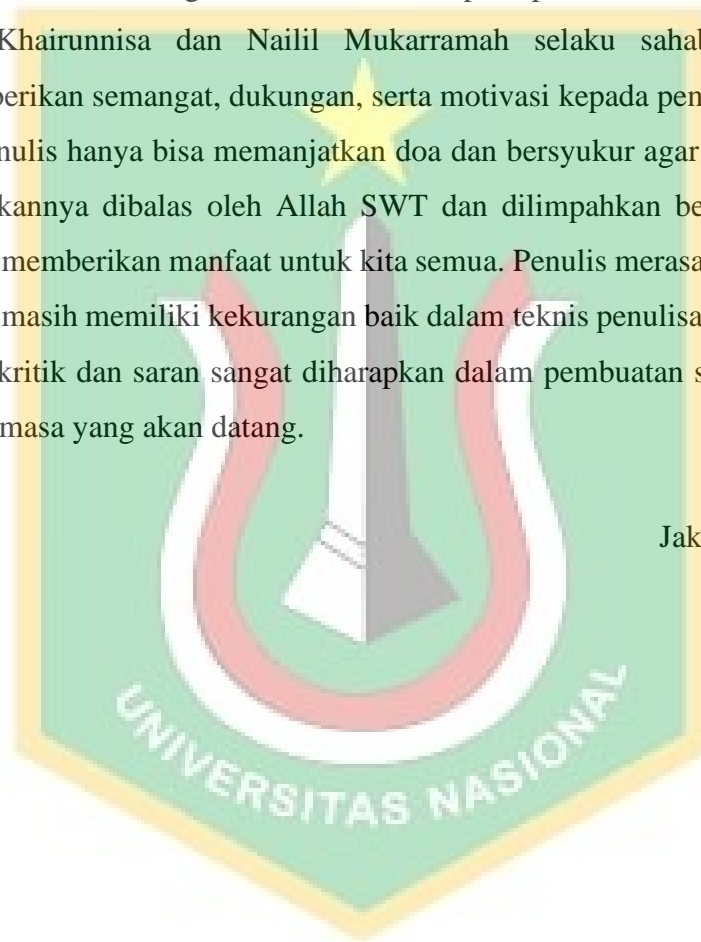 Khairunnisa dan Nailil Mukarramah selaku sahab
berikan semangat, dukungan, serta motivasi kepada pen
nulis hanya bisa memanjatkan doa dan bersyukur agar
kannya dibalas oleh Allah SWT dan dilimpahkan be
memberikan manfaat untuk kita semua. Penulis merasa
masih memiliki kekurangan baik dalam teknis penulisa
kritik dan saran sangat diharapkan dalam pembuatan s
masa yang akan datang.
Jak
UNIVERSITAS NASIONAL